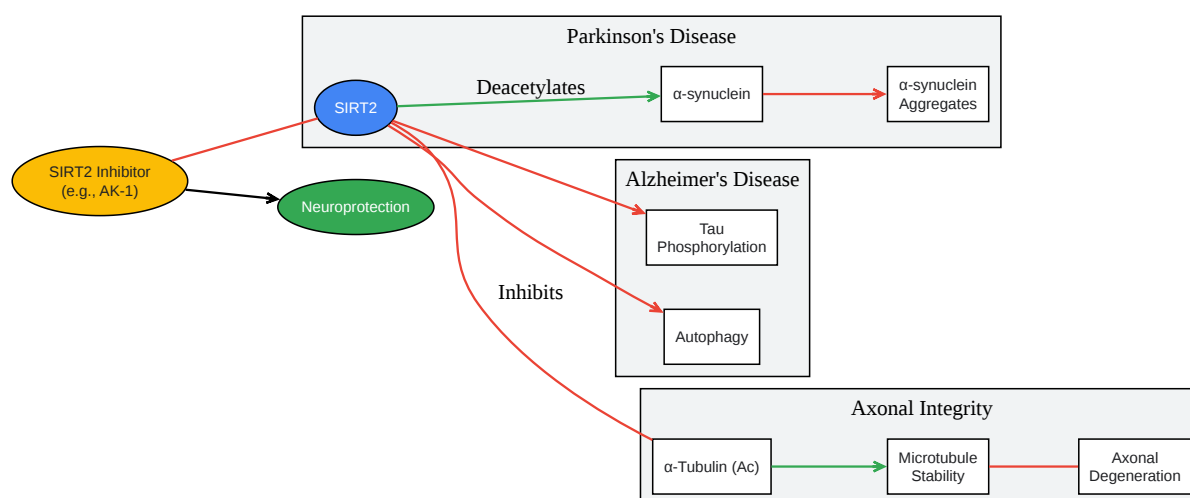 Parkinson's Disease
Deacetylates
α-synuclein
α-synuclein
Aggregates
SIRT2
SIRT2 Inhibitor
(e.g., AK-1)
Neuroprotection
Alzheimer's Disease
Tau
Phosphorylation
Inhibits
Autophagy
Axonal Integrity
α-Tubulin (Ac)
Microtubule
Stability
Axonal
Degeneration